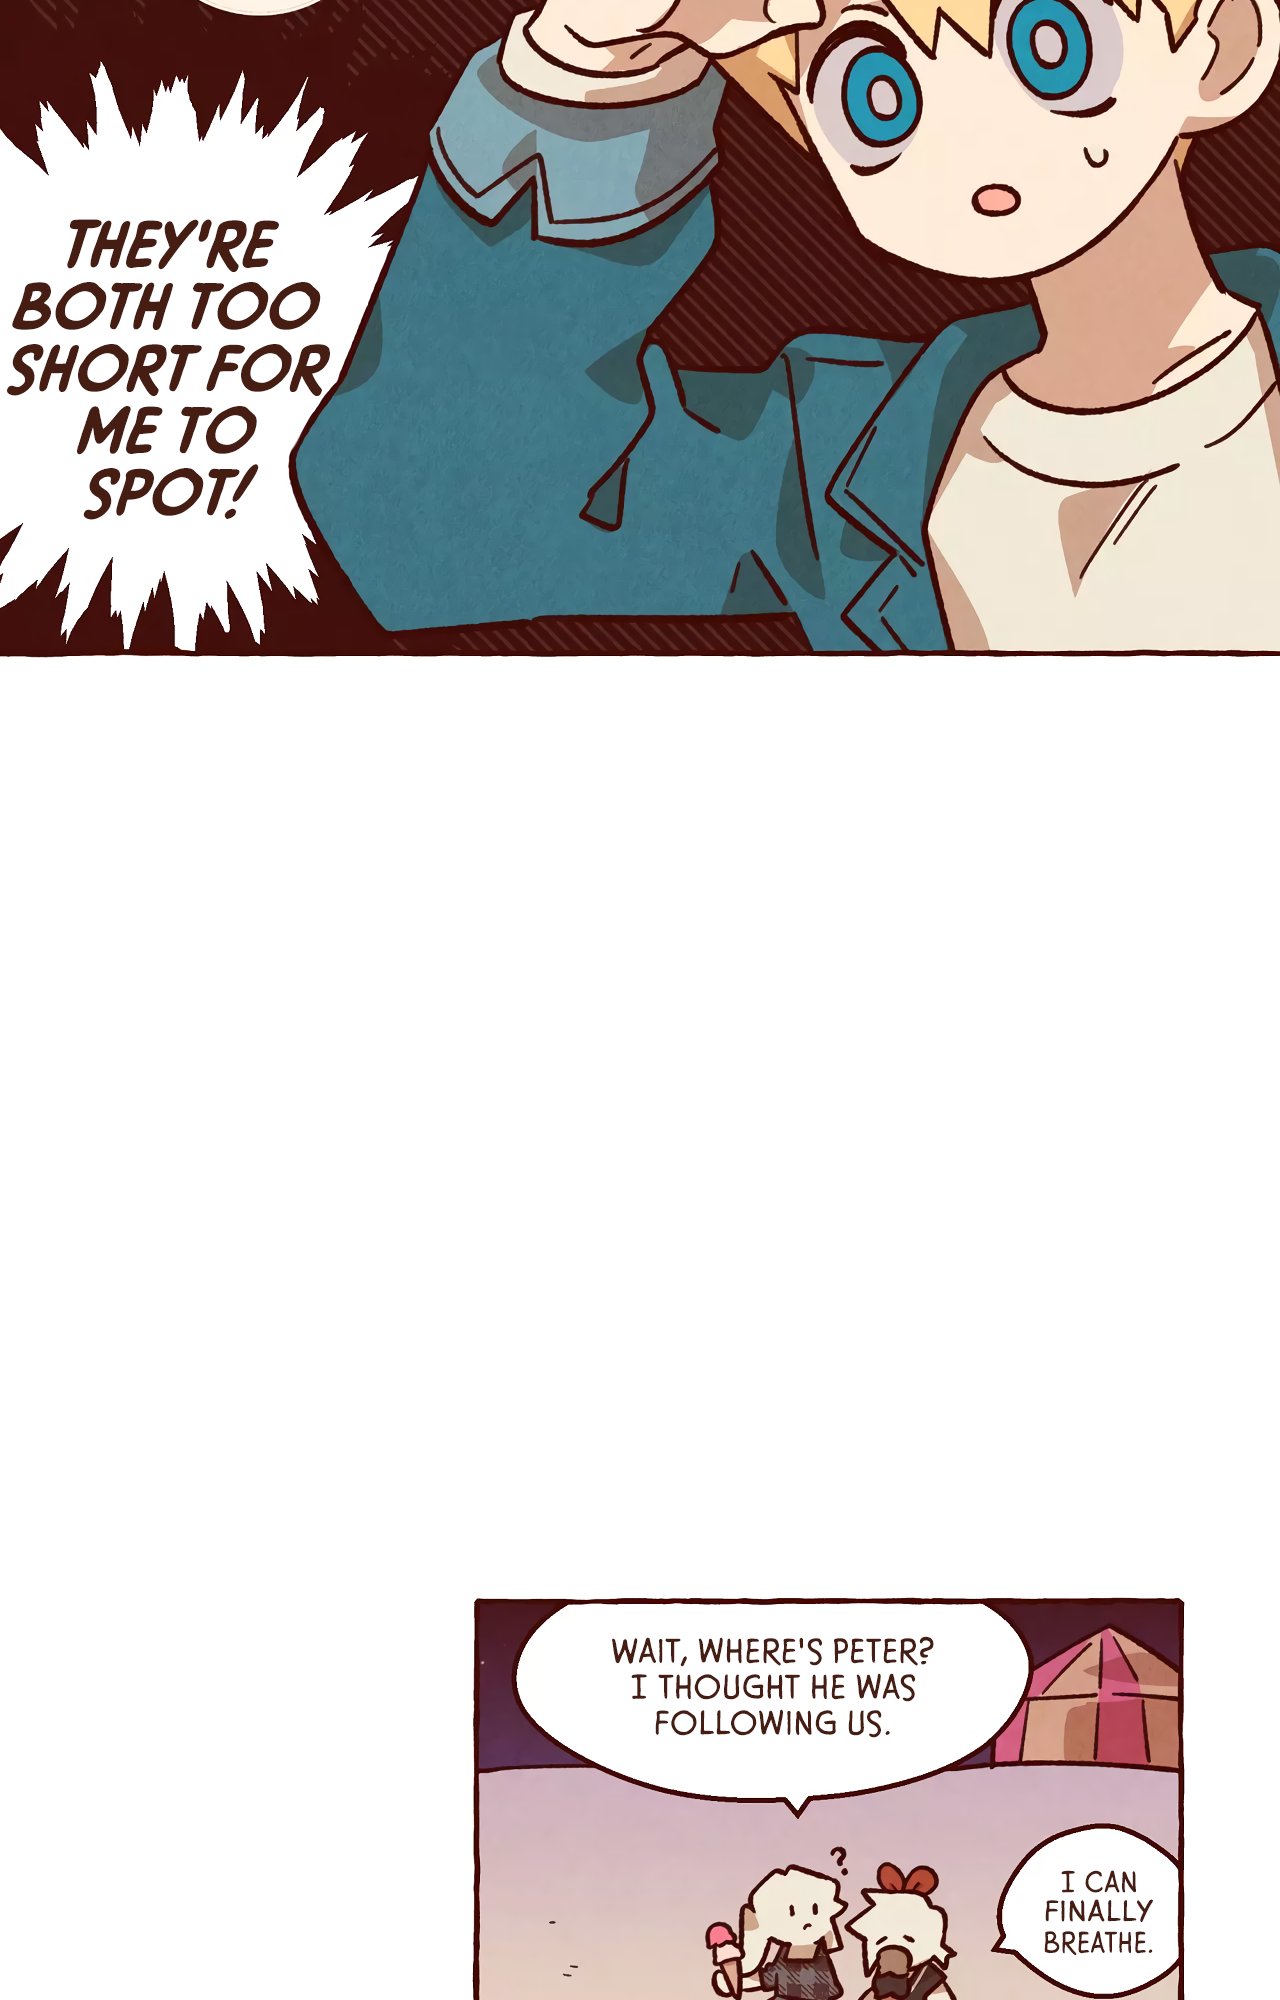 THEY'RE
BOTH TOO
SHORT FOR
ME TO
SPOT!
WAIT, WHERE'S PETER?
I THOUGHT HE WAS
FOLLOWING US.
?
I CAN
FINALLY
BREATHE.